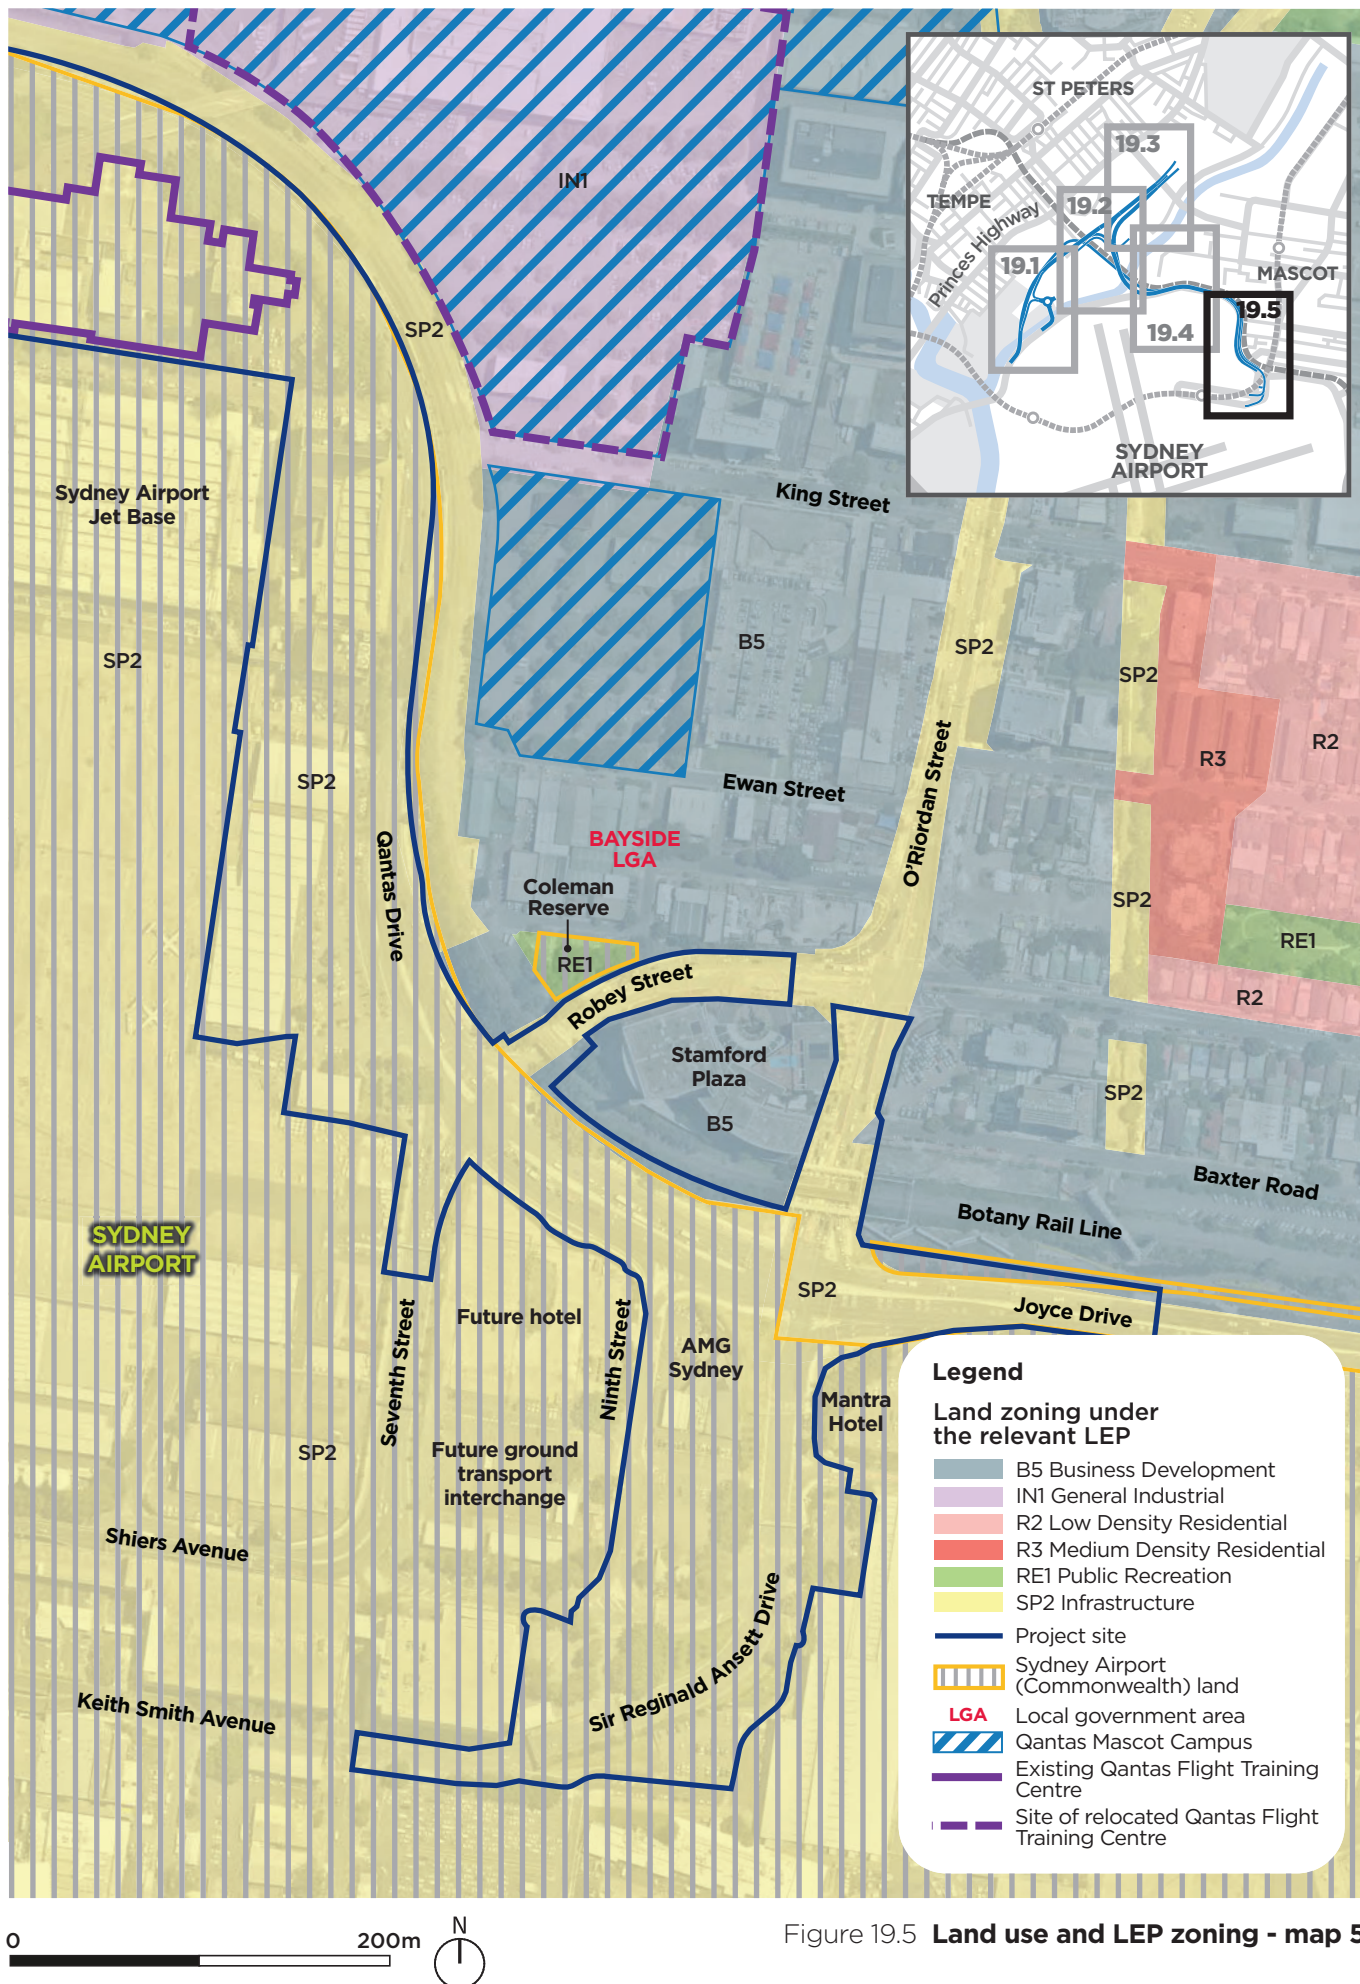 ST PETERS
19.3
TEMPE
19.2
Princes Highway
19.1
MASCOT
19.5
19.4
SYDNEY
AIRPORT
IN1
SP2
Sydney Airport
Jet Base
King Street
SP2
B5
SP2
SP2
R3
R2
SP2
Ewan Street
O'Riordan Street
Qantas Drive
BAYSIDE
LGA
Coleman
Reserve
RE1
SP2
RE1
R2
Robey Street
Stamford
Plaza
B5
SP2
Baxter Road
Botany Rail Line
SYDNEY
AIRPORT
SP2
Joyce Drive
Future hotel
Seventh Street
Ninth Street
AMG
Sydney
Mantra
Hotel
SP2
Future ground
transport
interchange
Shiers Avenue
Sir Reginald Ansett Drive
Keith Smith Avenue
Legend
Land zoning under
the relevant LEP
B5 Business Development
IN1 General Industrial
R2 Low Density Residential
R3 Medium Density Residential
RE1 Public Recreation
SP2 Infrastructure
Project site
Sydney Airport
(Commonwealth) land
LGA Local government area
Qantas Mascot Campus
Existing Qantas Flight Training
Centre
Site of relocated Qantas Flight
Training Centre
0 200m
N
Figure 19.5 Land use and LEP zoning - map 5